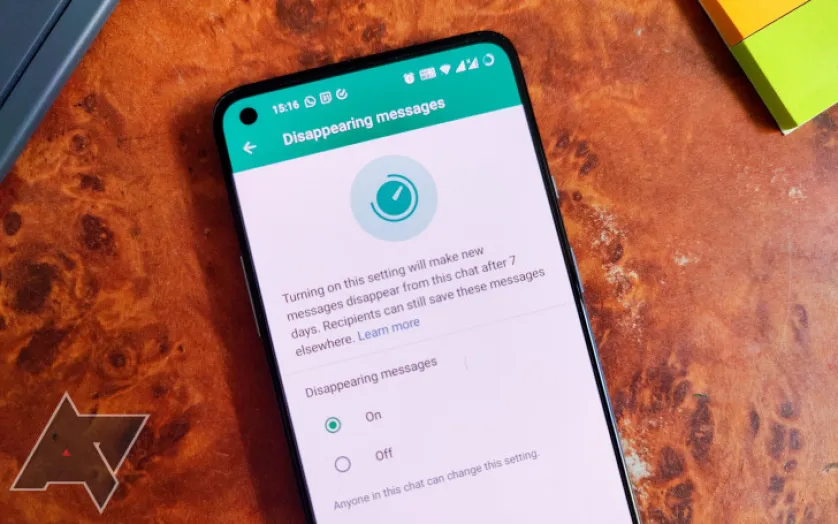 15:16
Disappearing messages
Turning on this setting will make new
messages disappear from this chat after 7
days. Recipients can still save these messages
elsewhere. Learn more
Disappearing messages
On
Off
Anyone in this chat can change this setting.